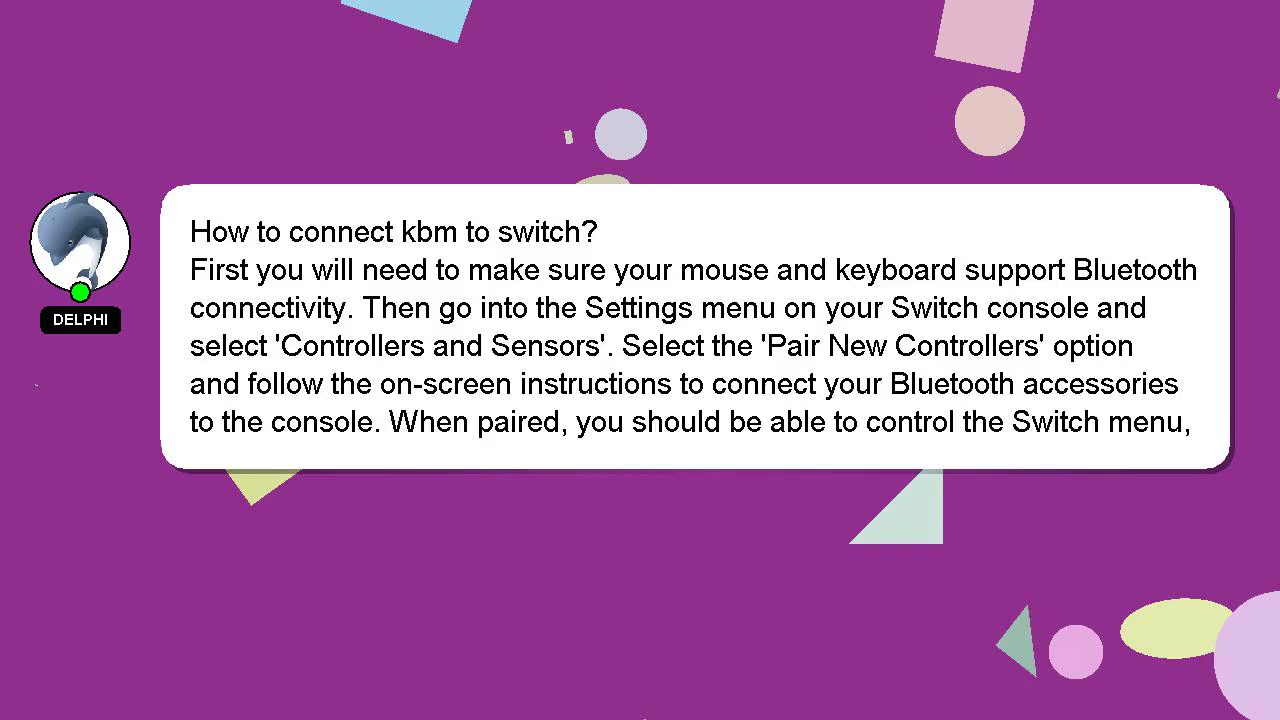 How to connect kbm to switch?
First you will need to make sure your mouse and keyboard support Bluetooth
connectivity. Then go into the Settings menu on your Switch console and
select 'Controllers and Sensors'. Select the 'Pair New Controllers' option
and follow the on-screen instructions to connect your Bluetooth accessories
to the console. When paired, you should be able to control the Switch menu,
DELPHI